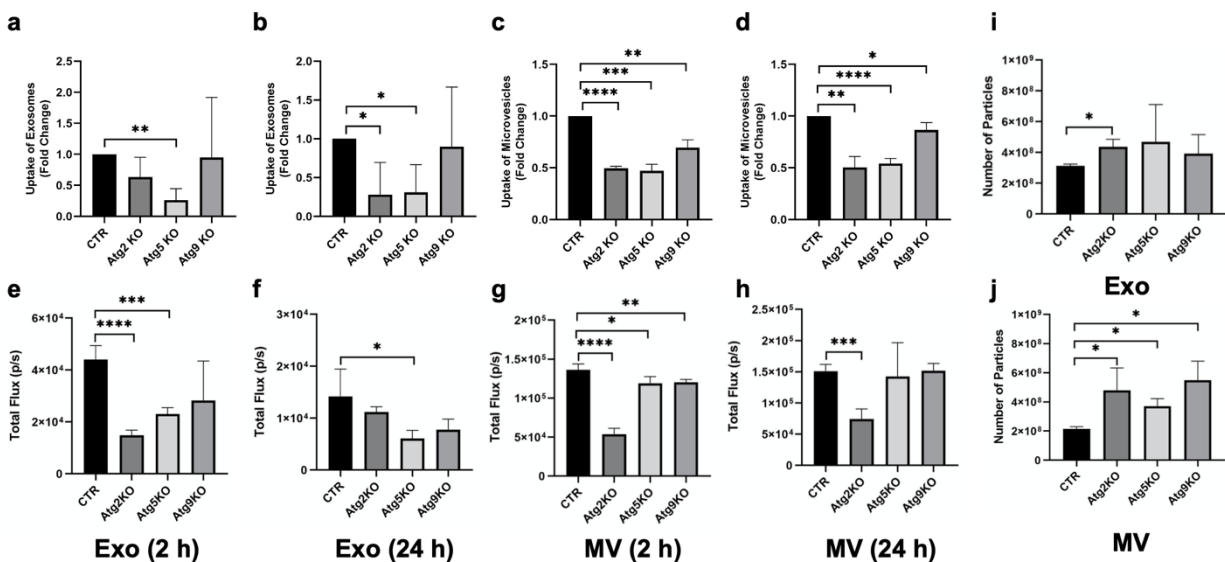 a
Uptake of Exosomes
(Fold Change)
2.5
2.0
1.5
1.0
0.5
0.0
**
CTR
Atg2 KO
Atg5 KO
Atg9 KO
b
Uptake of Exosomes
(Fold Change)
2.0
1.5
1.0
0.5
0.0
*
*
CTR
Atg2 KO
Atg5 KO
Atg9 KO
c
Uptake of Microvesicles
(Fold Change)
1.5
1.0
0.5
0.0
**
***
****
CTR
Atg2 KO
Atg5 KO
Atg9 KO
d
Uptake of Microvesicles
(Fold Change)
1.5
1.0
0.5
0.0
*
****
**
CTR
Atg2 KO
Atg5 KO
Atg9 KO
i
Number of Particles
1×10⁹
8×10⁸
6×10⁸
4×10⁸
2×10⁸
0
*
CTR
Atg2KO
Atg5KO
Atg9KO
Exo
e
Total Flux (p/s)
6×10⁴
4×10⁴
2×10⁴
0
***
****
CTR
Atg2KO
Atg5KO
Atg9KO
Exo (2 h)
f
Total Flux (p/s)
3×10⁴
2×10⁴
1×10⁴
0
*
CTR
Atg2KO
Atg5KO
Atg9KO
Exo (24 h)
g
Total Flux (p/s)
2×10⁵
1×10⁵
1×10⁵
5×10⁴
0
**
*
****
CTR
Atg2KO
Atg5KO
Atg9KO
MV (2 h)
h
Total Flux (p/s)
2×10⁵
2×10⁵
1×10⁵
5×10⁴
0
***
CTR
Atg2KO
Atg5KO
Atg9KO
MV (24 h)
j
Number of Particles
1×10⁹
8×10⁸
6×10⁸
4×10⁸
2×10⁸
0
*
*
*
CTR
Atg2KO
Atg5KO
Atg9KO
MV